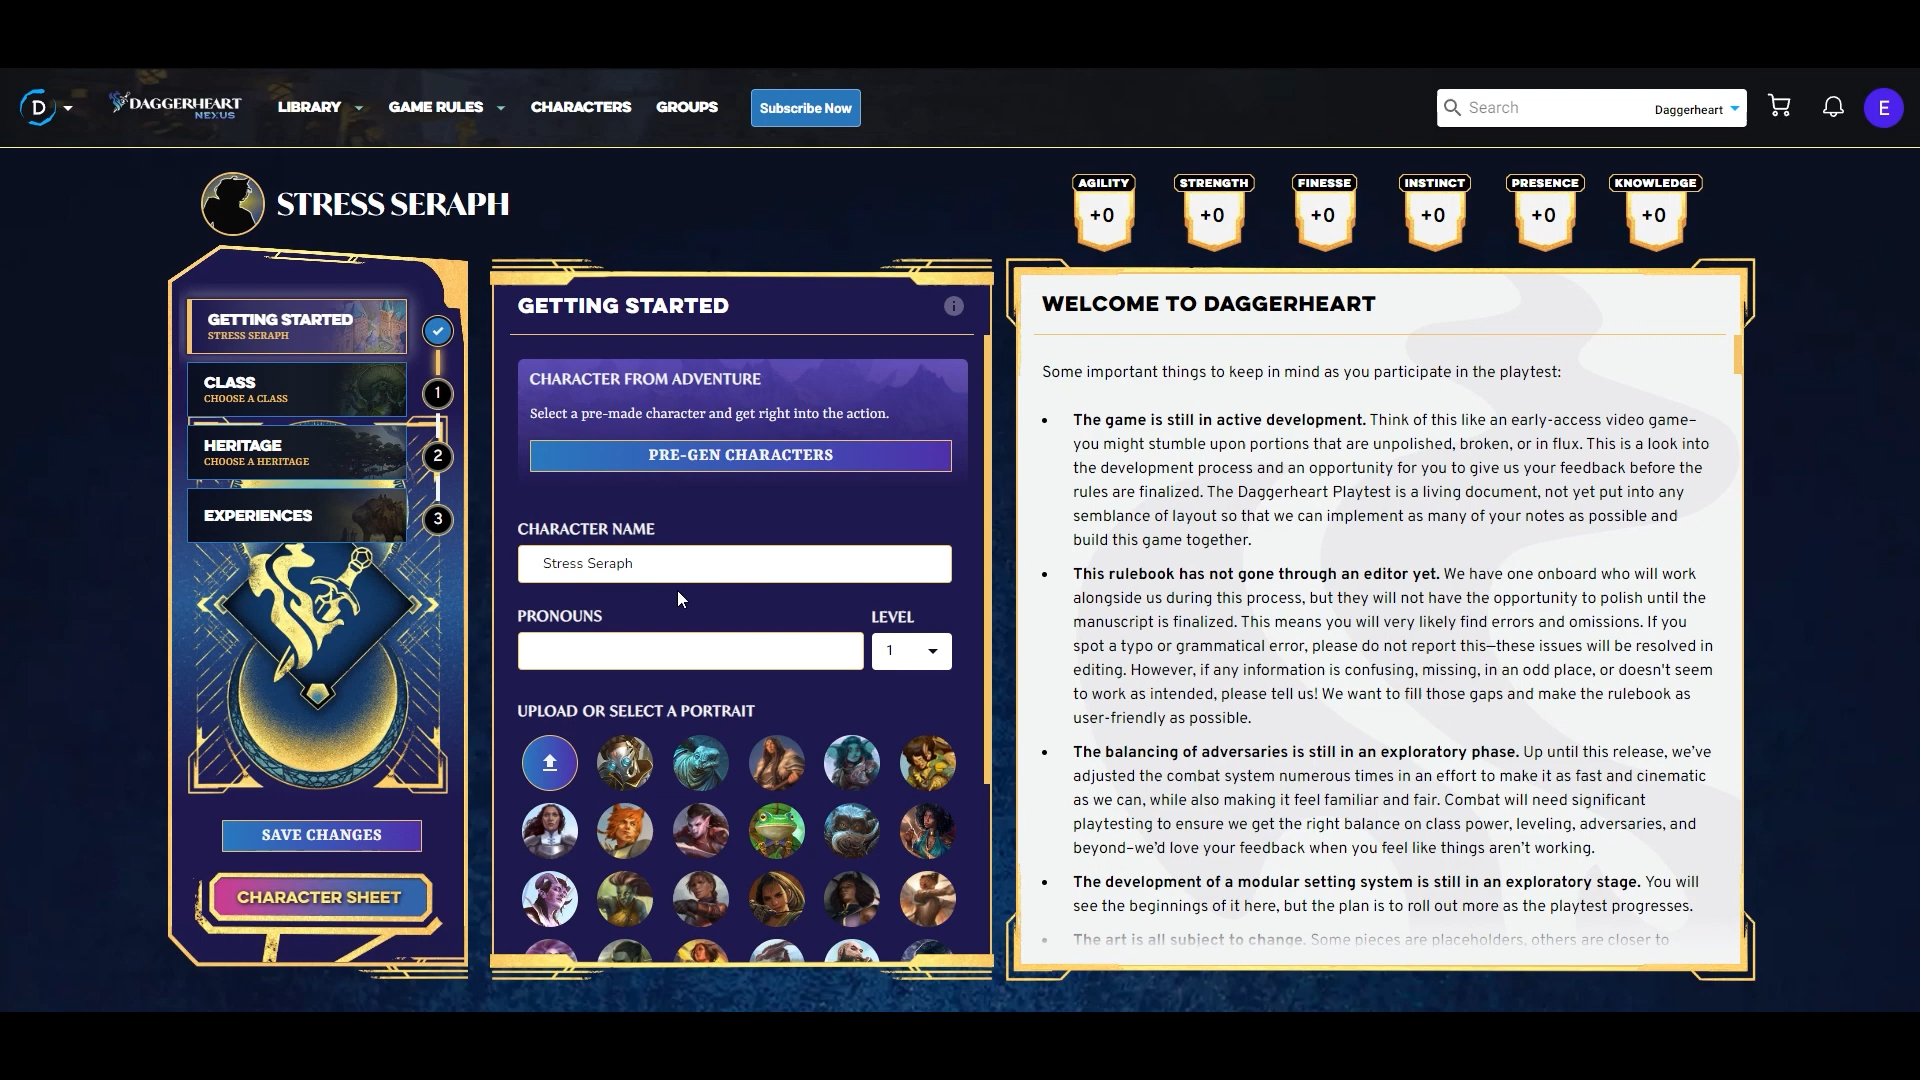 D
DAGGERHEART
NEXUS
LIBRARY
GAME RULES
CHARACTERS
GROUPS
Subscribe Now
Search
Daggerheart
E
STRESS SERAPH
AGILITY
STRENGTH
FINESSE
INSTINCT
PRESENCE
KNOWLEDGE
+0
+0
+0
+0
+0
+0
GETTING STARTED
STRESS SERAPH
CLASS
CHOOSE A CLASS
1
HERITAGE
CHOOSE A HERITAGE
2
EXPERIENCES
3
SAVE CHANGES
CHARACTER SHEET
GETTING STARTED
i
CHARACTER FROM ADVENTURE
Select a pre-made character and get right into the action.
PRE-GEN CHARACTERS
CHARACTER NAME
Stress Seraph
PRONOUNS
LEVEL
1
UPLOAD OR SELECT A PORTRAIT
WELCOME TO DAGGERHEART
Some important things to keep in mind as you participate in the playtest:
• The game is still in active development. Think of this like an early-access video game–
you might stumble upon portions that are unpolished, broken, or in flux. This is a look into
the development process and an opportunity for you to give us your feedback before the
rules are finalized. The Daggerheart Playtest is a living document, not yet put into any
semblance of layout so that we can implement as many of your notes as possible and
build this game together.
• This rulebook has not gone through an editor yet. We have one onboard who will work
alongside us during this process, but they will not have the opportunity to polish until the
manuscript is finalized. This means you will very likely find errors and omissions. If you
spot a typo or grammatical error, please do not report this—these issues will be resolved in
editing. However, if any information is confusing, missing, in an odd place, or doesn't seem
to work as intended, please tell us! We want to fill those gaps and make the rulebook as
user-friendly as possible.
• The balancing of adversaries is still in an exploratory phase. Up until this release, we’ve
adjusted the combat system numerous times in an effort to make it as fast and cinematic
as we can, while also making it feel familiar and fair. Combat will need significant
playtesting to ensure we get the right balance on class power, leveling, adversaries, and
beyond–we’d love your feedback when you feel like things aren’t working.
• The development of a modular setting system is still in an exploratory stage. You will
see the beginnings of it here, but the plan is to roll out more as the playtest progresses.
• The art is all subject to change. Some pieces are placeholders, others are closer to